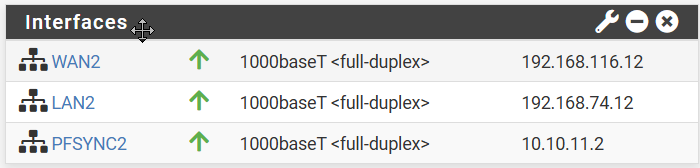 Interfaces
WAN2 1000baseT <full-duplex> 192.168.116.12
LAN2 1000baseT <full-duplex> 192.168.74.12
PFSYNC2 1000baseT <full-duplex> 10.10.11.2